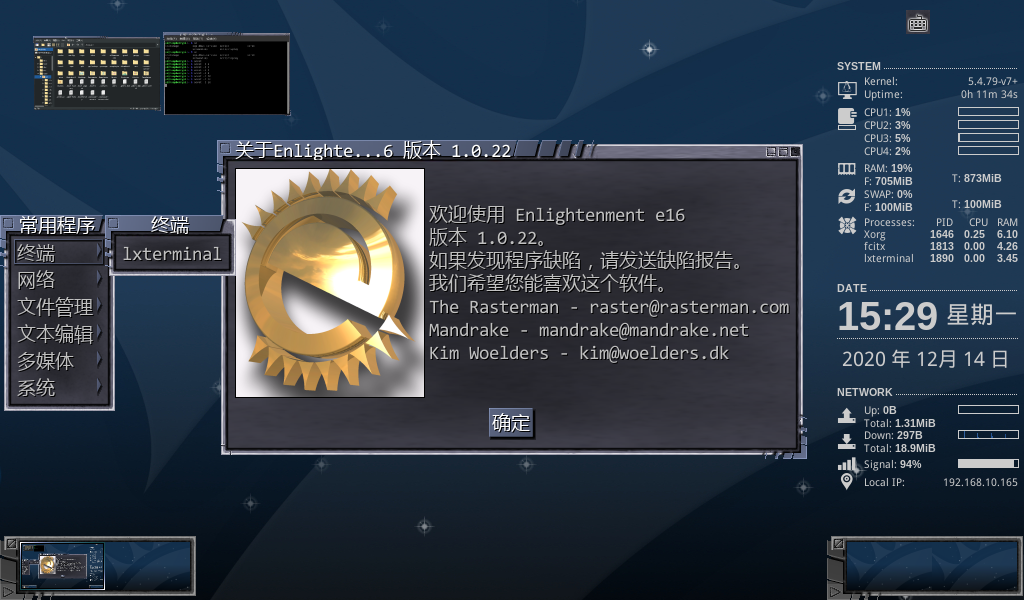 关于Enlighte...6 版本 1.0.22
欢迎使用 Enlightenment e16
版本 1.0.22。
如果发现程序缺陷，请发送缺陷报告。
我们希望您能喜欢这个软件。
The Rasterman - raster@rasterman.com
Mandrake - mandrake@mandrake.net
Kim Woelders - kim@woelders.dk
确定
常用程序
终端
网络
文件管理
文本编辑
多媒体
系统
终端
lxterminal
SYSTEM
Kernel: 5.4.79-v7+
Uptime: 0h 11m 34s
CPU1: 1%
CPU2: 3%
CPU3: 5%
CPU4: 2%
RAM: 19%
F: 705MiB T: 873MiB
SWAP: 0%
F: 100MiB T: 100MiB
Processes: PID CPU RAM
Xorg 1646 0.25 6.10
fcitx 1813 0.00 4.26
lxterminal 1890 0.00 3.45
DATE
15:29 星期一
2020 年 12月 14 日
NETWORK
Up: 0B
Total: 1.31MiB
Down: 297B
Total: 18.9MiB
Signal: 94%
Local IP: 192.168.10.165